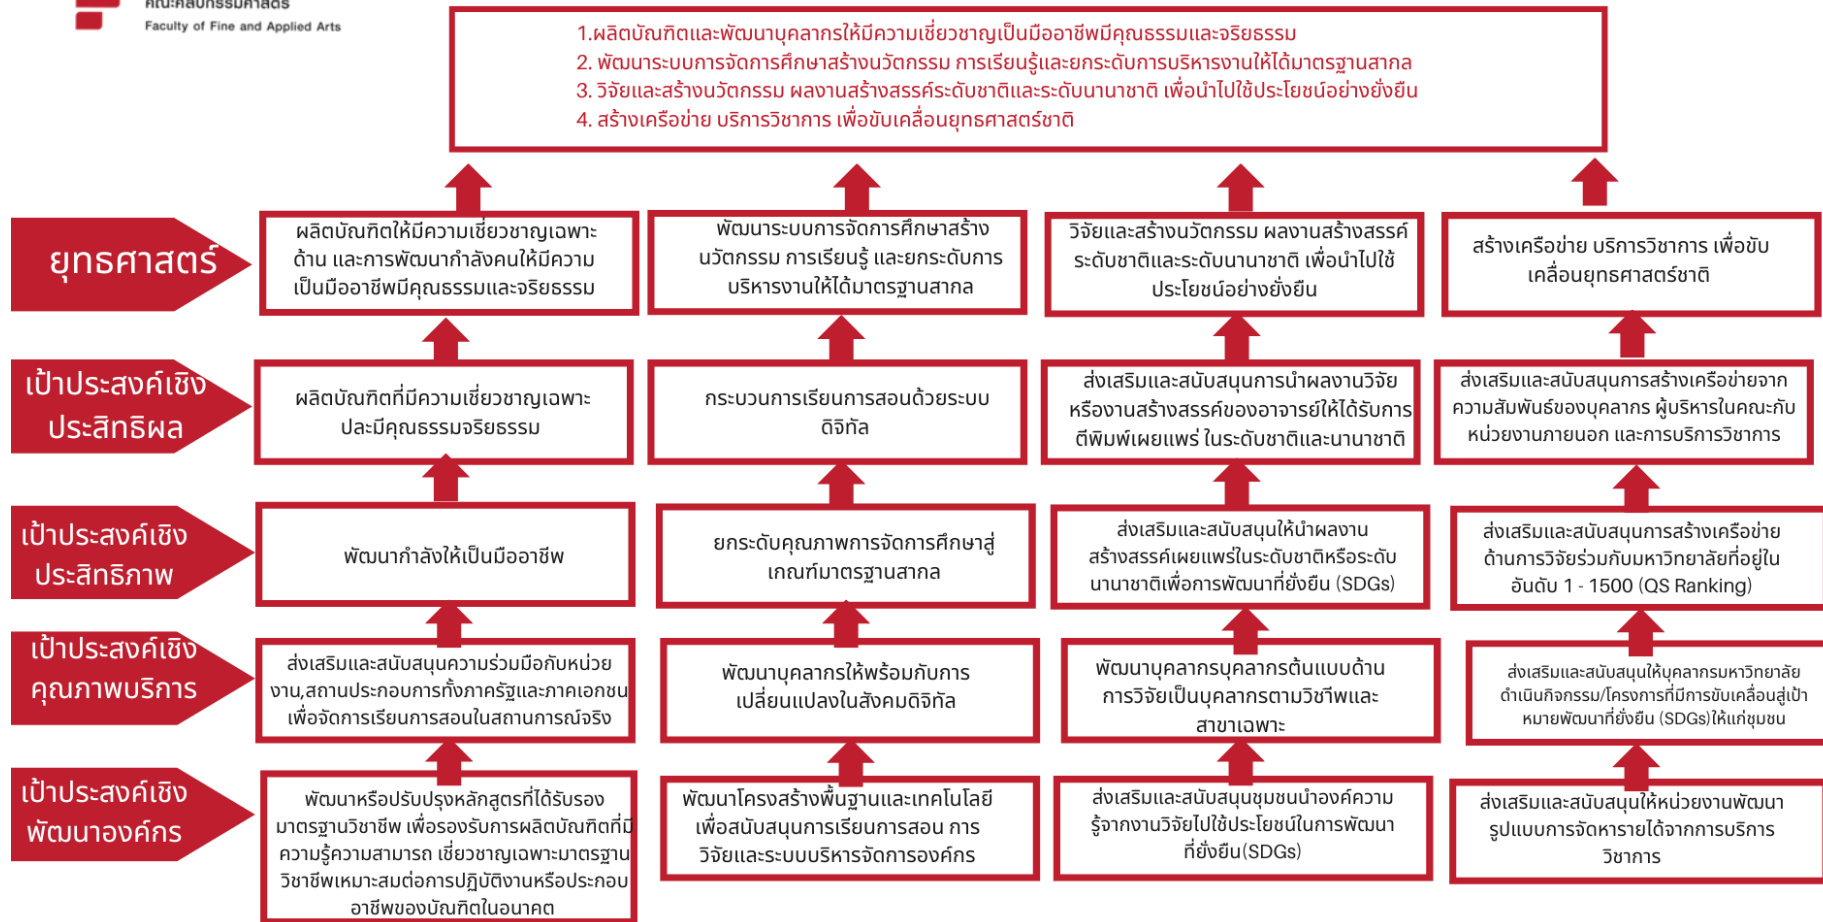 คณะศิลปกรรมศาสตร์
Faculty of Fine and Applied Arts
1.ผลิตบัณฑิตและพัฒนาบุคลากรให้มีความเชี่ยวชาญเป็นมืออาชีพมีคุณธรรมและจริยธรรม
2. พัฒนาระบบการจัดการศึกษาสร้างนวัตกรรม การเรียนรู้และยกระดับการบริหารงานให้ได้มาตรฐานสากล
3. วิจัยและสร้างนวัตกรรม ผลงานสร้างสรรค์ระดับชาติและระดับนานาชาติ เพื่อนำไปใช้ประโยชน์อย่างยั่งยืน
4. สร้างเครือข่าย บริการวิชาการ เพื่อขับเคลื่อนยุทธศาสตร์ชาติ
ยุทธศาสตร์
ผลิตบัณฑิตให้มีความเชี่ยวชาญเฉพาะ
ด้าน และการพัฒนากำลังคนให้มีความ
เป็นมืออาชีพมีคุณธรรมและจริยธรรม
พัฒนาระบบการจัดการศึกษาสร้าง
นวัตกรรม การเรียนรู้ และยกระดับการ
บริหารงานให้ได้มาตรฐานสากล
วิจัยและสร้างนวัตกรรม ผลงานสร้างสรรค์
ระดับชาติและระดับนานาชาติ เพื่อนำไปใช้
ประโยชน์อย่างยั่งยืน
สร้างเครือข่าย บริการวิชาการ เพื่อขับ
เคลื่อนยุทธศาสตร์ชาติ
เป้าประสงค์เชิง
ประสิทธิผล
ผลิตบัณฑิตที่มีความเชี่ยวชาญเฉพาะ
ปละมีคุณธรรมจริยธรรม
กระบวนการเรียนการสอนด้วยระบบ
ดิจิทัล
ส่งเสริมและสนับสนุนการนำผลงานวิจัย
หรืองานสร้างสรรค์ของอาจารย์ให้ได้รับการ
ตีพิมพ์เผยแพร่ ในระดับชาติและนานาชาติ
ส่งเสริมและสนับสนุนการสร้างเครือข่ายจาก
ความสัมพันธ์ของบุคลากร ผู้บริหารในคณะกับ
หน่วยงานภายนอก และการบริการวิชาการ
เป้าประสงค์เชิง
ประสิทธิภาพ
พัฒนากำลังให้เป็นมืออาชีพ
ยกระดับคุณภาพการจัดการศึกษาสู่
เกณฑ์มาตรฐานสากล
ส่งเสริมและสนับสนุนให้นำผลงาน
สร้างสรรค์เผยแพร่ในระดับชาติหรือระดับ
นานาชาติเพื่อการพัฒนาที่ยั่งยืน (SDGs)
ส่งเสริมและสนับสนุนการสร้างเครือข่าย
ด้านการวิจัยร่วมกับมหาวิทยาลัยที่อยู่ใน
อันดับ 1 - 1500 (QS Ranking)
เป้าประสงค์เชิง
คุณภาพบริการ
ส่งเสริมและสนับสนุนความร่วมมือกับหน่วย
งาน,สถานประกอบการทั้งภาครัฐและภาคเอกชน
เพื่อจัดการเรียนการสอนในสถานการณ์จริง
พัฒนาบุคลากรให้พร้อมกับการ
เปลี่ยนแปลงในสังคมดิจิทัล
พัฒนาบุคลากรบุคลากรต้นแบบด้าน
การวิจัยเป็นบุคลากรตามวิชีพและ
สาขาเฉพาะ
ส่งเสริมและสนับสนุนให้บุคลากรมหาวิทยาลัย
ดำเนินกิจกรรม/โครงการที่มีการขับเคลื่อนสู่เป้า
หมายพัฒนาที่ยั่งยืน (SDGs)ให้แก่ชุมชน
เป้าประสงค์เชิง
พัฒนาองค์กร
พัฒนาหรือปรับปรุงหลักสูตรที่ได้รับรอง
มาตรฐานวิชาชีพ เพื่อรองรับการผลิตบัณฑิตที่มี
ความรู้ความสามารถ เชี่ยวชาญเฉพาะมาตรฐาน
วิชาชีพเหมาะสมต่อการปฏิบัติงานหรือประกอบ
อาชีพของบัณฑิตในอนาคต
พัฒนาโครงสร้างพื้นฐานและเทคโนโลยี
เพื่อสนับสนุนการเรียนการสอน การ
วิจัยและระบบบริหารจัดการองค์กร
ส่งเสริมและสนับสนุนชุมชนนำองค์ความ
รู้จากงานวิจัยไปใช้ประโยชน์ในการพัฒนา
ที่ยั่งยืน(SDGs)
ส่งเสริมและสนับสนุนให้หน่วยงานพัฒนา
รูปแบบการจัดหารายได้จากการบริการ
วิชาการ